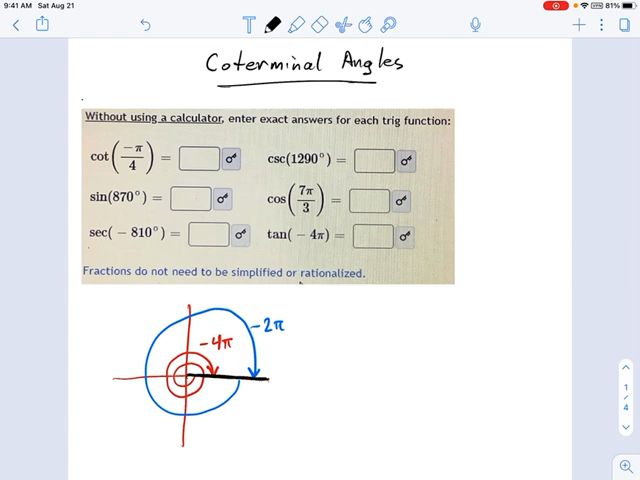 9:41 AM Sat Aug 21
VPN 81%
T
Coterminal Angles
Without using a calculator, enter exact answers for each trig function:
cot(-π/4) =
csc(1290°) =
sin(870°) =
cos(7π/3) =
sec( - 810°) =
tan( - 4π) =
Fractions do not need to be simplified or rationalized.
-2π
-4π
1
/
4